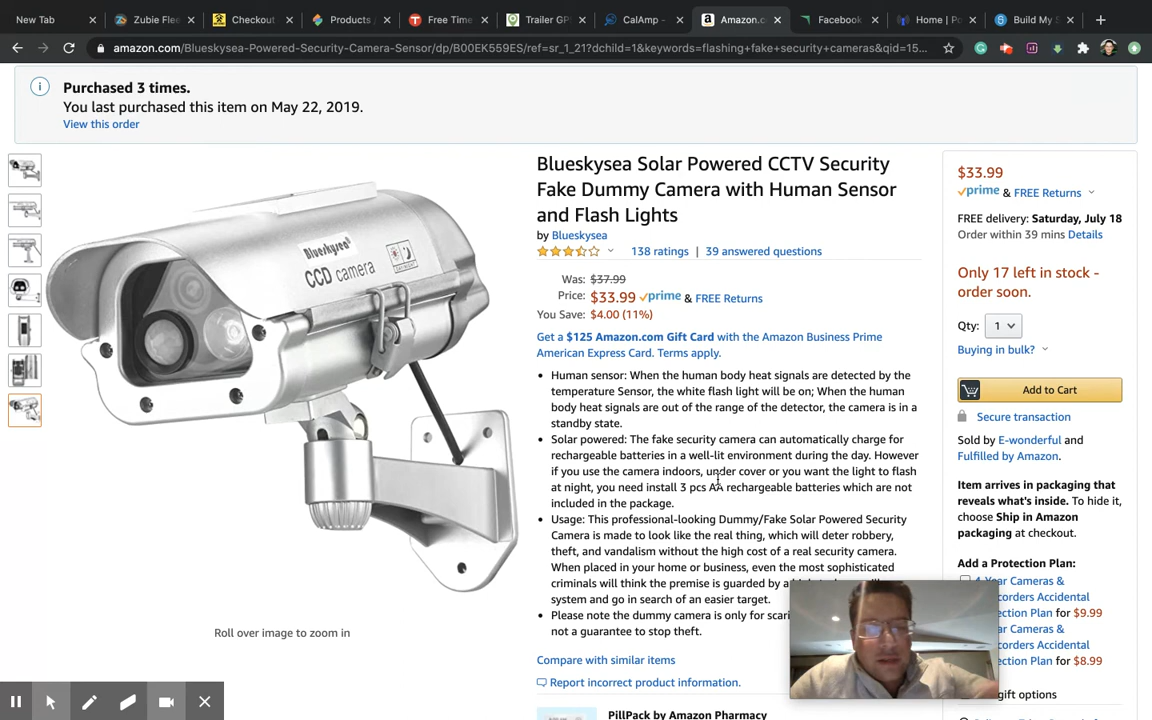 New Tab
Zubie Flee
Checkout
Products /
Free Time
Trailer GP
CalAmp -
Amazon.c
Facebook
Home | Po
Build My S
amazon.com/Blueskysea-Powered-Security-Camera-Sensor/dp/B00EK559ES/ref=sr_1_21?dchild=1&keywords=flashing+fake+security+cameras&qid=15...
Purchased 3 times.
You last purchased this item on May 22, 2019.
View this order
Blueskysea
CCD camera
Roll over image to zoom in
Blueskysea Solar Powered CCTV Security
Fake Dummy Camera with Human Sensor
and Flash Lights
by Blueskysea
138 ratings | 39 answered questions
Was: $37.99
Price: $33.99 prime & FREE Returns
You Save: $4.00 (11%)
Get a $125 Amazon.com Gift Card with the Amazon Business Prime
American Express Card. Terms apply.
• Human sensor: When the human body heat signals are detected by the
temperature Sensor, the white flash light will be on; When the human
body heat signals are out of the range of the detector, the camera is in a
standby state.
• Solar powered: The fake security camera can automatically charge for
rechargeable batteries in a well-lit environment during the day. However
if you use the camera indoors, under cover or you want the light to flash
at night, you need install 3 pcs AA rechargeable batteries which are not
included in the package.
• Usage: This professional-looking Dummy/Fake Solar Powered Security
Camera is made to look like the real thing, which will deter robbery,
theft, and vandalism without the high cost of a real security camera.
When placed in your home or business, even the most sophisticated
criminals will think the premise is guarded by a
system and go in search of an easier target.
• Please note the dummy camera is only for scari
not a guarantee to stop theft.
Compare with similar items
Report incorrect product information.
PillPack by Amazon Pharmacy
$33.99
prime & FREE Returns
FREE delivery: Saturday, July 18
Order within 39 mins Details
Only 17 left in stock -
order soon.
Qty: 1
Buying in bulk?
Add to Cart
Secure transaction
Sold by E-wonderful and
Fulfilled by Amazon.
Item arrives in packaging that
reveals what's inside. To hide it,
choose Ship in Amazon
packaging at checkout.
Add a Protection Plan:
4-Year Cameras &
corders Accidental
ection Plan for $9.99
ar Cameras &
corders Accidental
ection Plan for $8.99
gift options